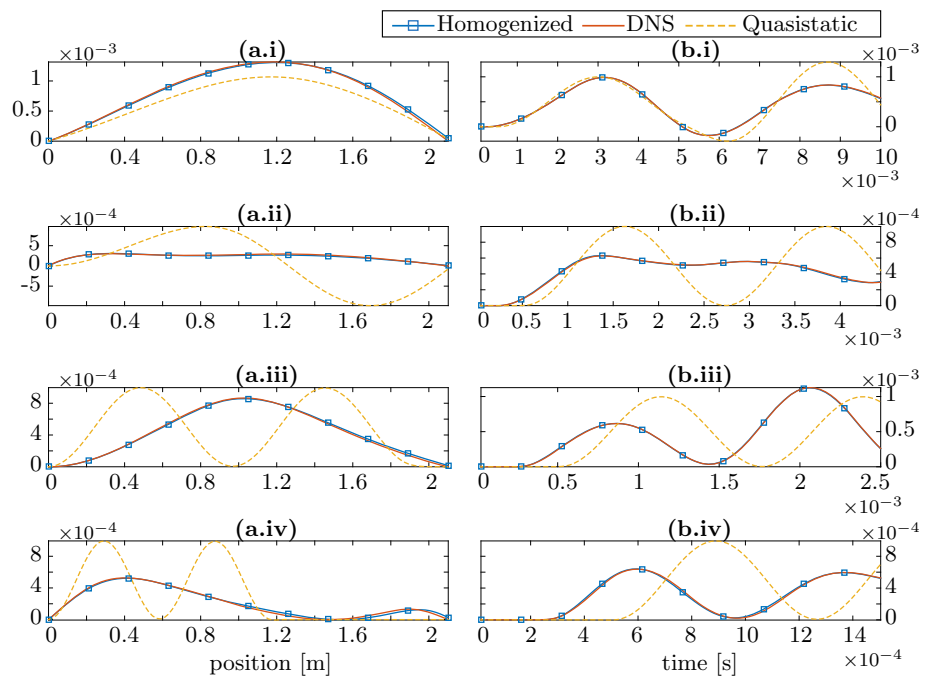 Homogenized DNS Quasistatic
×10⁻³ (a.i) (b.i) ×10⁻³
1
0.5
0
0 0.4 0.8 1.2 1.6 2
1
0
0 1 2 3 4 5 6 7 8 9 10
×10⁻³
×10⁻⁴ (a.ii) (b.ii) ×10⁻⁴
5
0
-5
0 0.4 0.8 1.2 1.6 2
8
4
0
0 0.5 1 1.5 2 2.5 3 3.5 4
×10⁻³
×10⁻⁴ (a.iii) (b.iii) ×10⁻³
8
4
0
0 0.4 0.8 1.2 1.6 2
1
0.5
0
0 0.5 1 1.5 2 2.5
×10⁻³
×10⁻⁴ (a.iv) (b.iv) ×10⁻⁴
8
4
0
0 0.4 0.8 1.2 1.6 2
8
4
0
0 2 4 6 8 10 12 14
position [m] time [s] ×10⁻⁴